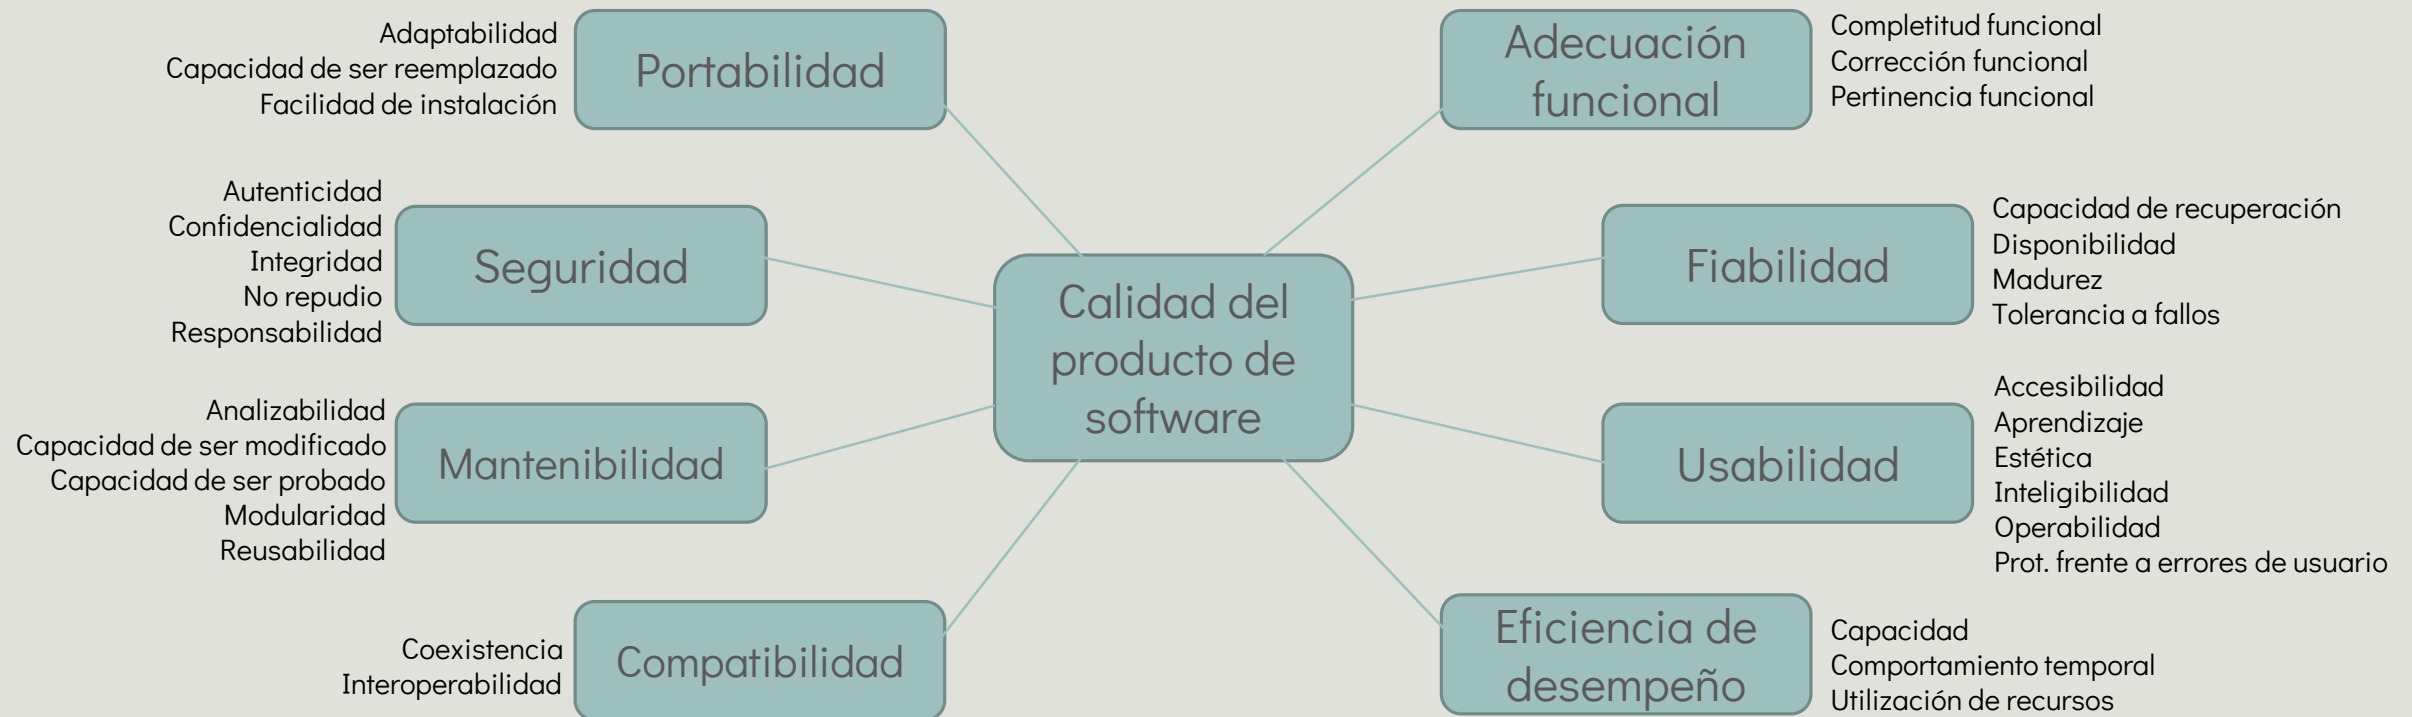 Adaptabilidad
Capacidad de ser reemplazado
Facilidad de instalación
Portabilidad
Adecuación
funcional
Completitud funcional
Corrección funcional
Pertinencia funcional
Autenticidad
Confidencialidad
Integridad
No repudio
Responsabilidad
Seguridad
Fiabilidad
Capacidad de recuperación
Disponibilidad
Madurez
Tolerancia a fallos
Calidad del
producto de
software
Analizabilidad
Capacidad de ser modificado
Capacidad de ser probado
Modularidad
Reusabilidad
Mantenibilidad
Usabilidad
Accesibilidad
Aprendizaje
Estética
Inteligibilidad
Operabilidad
Prot. frente a errores de usuario
Coexistencia
Interoperabilidad
Compatibilidad
Eficiencia de
desempeño
Capacidad
Comportamiento temporal
Utilización de recursos